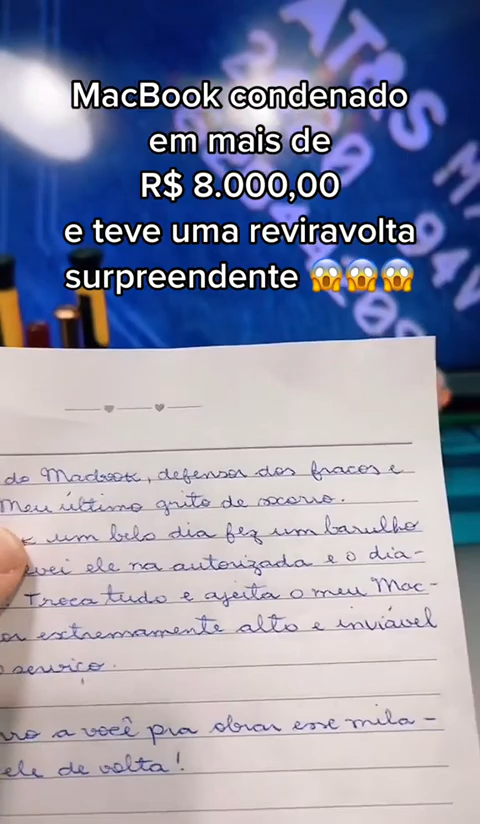 MacBook condenado
em mais de
R$ 8.000,00
e teve uma reviravolta
surpreendente 😱😱😱
AT&S M
94V
do Macbook, defensor dos fracos e
Meu último grito de socorro.
um belo dia fez um barulho
ele na autorizada e o dia-
Troca tudo e ajeita o meu Mac-
extremamente alto e inviável
serviço.
a você pra obrar esse mila-
ele de volta!